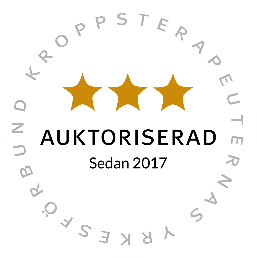 KROPPSTERAPEUTERNAS YRKESFÖRBUND
AUKTORISERAD
Sedan 2017